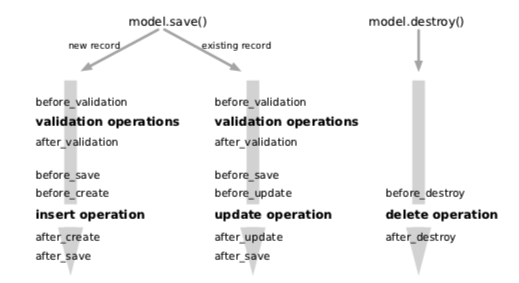 model.save()
model.destroy()
new record
existing record
before_validation
validation operations
after_validation
before_save
before_create
insert operation
after_create
after_save
before_validation
validation operations
after_validation
before_save
before_update
update operation
after_update
after_save
before_destroy
delete operation
after_destroy